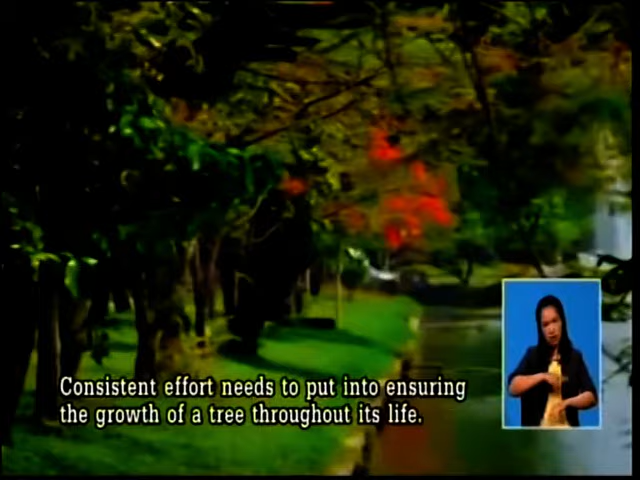 Consistent effort needs to put into ensuring
the growth of a tree throughout its life.